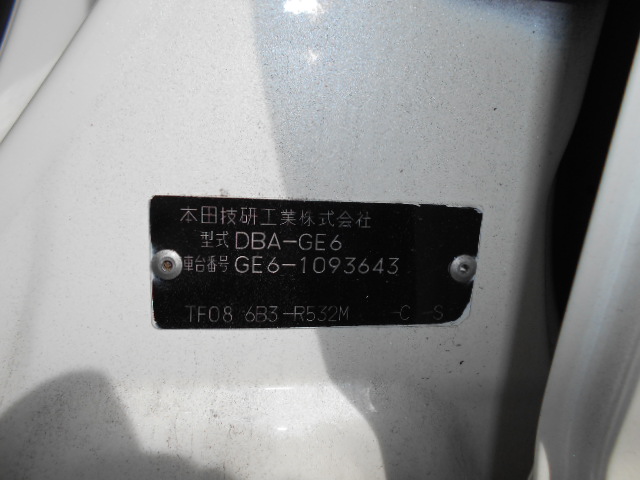 本田技研工業株式会社
型式 DBA-GE6
車台番号 GE6-1093643
TF08 6B3-R532M -C -S